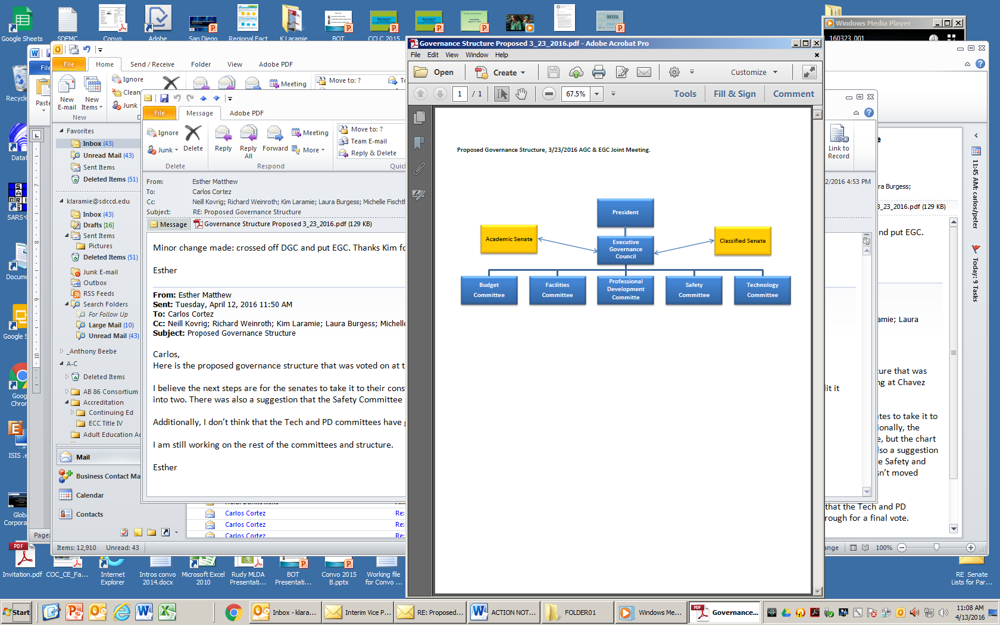 Google Sheets
SDEMC
Convo
Adobe
San Diego
Regional Fact
K Laramie
BOT
CCLC 2015
SUCCESS
Windows Media Player
160323_001
Recycle
Datat
SARS
Docume
Google S
Goog
Chron
ISIS .e
Glob
Corpora
File
Paste
Page:
File
Home
Send / Receive
Folder
View
Adobe PDF
New
E-mail
New
Items
New
Ignore
Clean
Junk
Meeting
Move to: ?
Favorites
Inbox (43)
Unread Mail (43)
Sent Items
Deleted Items (51)
klaramie@sdccd.edu
Inbox (43)
Drafts [16]
Sent Items
Pictures
Deleted Items (51)
Junk E-mail
Outbox
RSS Feeds
Search Folders
For Follow Up
Large Mail (10)
Unread Mail (43)
_Anthony Beebe
A-C
Deleted Items
AB 86 Consortium
Accreditation
Continuing Ed
ECC Title IV
Adult Education Ac
Mail
Business Contact Ma
Calendar
Contacts
Items: 12,910
Unread: 43
File
Message
Adobe PDF
Ignore
Junk
Delete
Delete
Reply
Reply
All
Forward
Meeting
More
Respond
Move to: ?
Team E-mail
Reply & Delete
Quicl
From: Esther Matthew
To: Carlos Cortez
Cc: Neill Kovrig; Richard Weinroth; Kim Laramie; Laura Burgess; Michelle Fischth
Subject: RE: Proposed Governance Structure
Message
Governance Structure Proposed 3_23_2016.pdf (129 KB)
Minor change made: crossed off DGC and put EGC. Thanks Kim fo
Esther
From: Esther Matthew
Sent: Tuesday, April 12, 2016 11:50 AM
To: Carlos Cortez
Cc: Neill Kovrig; Richard Weinroth; Kim Laramie; Laura Burgess; Michelle
Subject: Proposed Governance Structure
Carlos,
Here is the proposed governance structure that was voted on at t
I believe the next steps are for the senates to take it to their cons
into two. There was also a suggestion that the Safety Committee
Additionally, I don't think that the Tech and PD committees have
I am still working on the rest of the committees and structure.
Esther
Carlos Cortez Re:
Carlos Cortez Re:
Carlos Cortez Re:
Governance Structure Proposed 3_23_2016.pdf - Adobe Acrobat Pro
File Edit View Window Help
Open
Create
Customize
1 / 1
67.5%
Tools
Fill & Sign
Comment
Proposed Governance Structure, 3/23/2016 AGC & EGC Joint Meeting.
President
Academic Senate
Executive
Governance
Council
Classified Senate
Budget
Committee
Facilities
Committee
Professional
Development
Committe
Safety
Committee
Technology
Committee
Link to
Record
2/2016 4:53 PM
ra Burgess;
3_23_2016.pdf (129 KB)
nd put EGC.
amie; Laura
ture that was
ng at Chavez
lit it
ates to take it to
ionally, the
e, but the chart
lso a suggestion
e Safety and
sn't moved
that the Tech and PD
rough for a final vote.
ange
100%
11:45 AM: calos/peter
Today: 9 Tasks
Invitation.pdf
COC_CE_Fa...
Internet
Explorer
Intros convo
2014.docx
Microsoft Excel
2010
Rudy MLDA
Presentati...
BOT
Presentati...
Convo 2015
B.pptx
Working file
for Convo ...
RE Senate
Lists for Par...
Start
Inbox - klara...
Interim Vice P...
RE: Proposed...
ACTION NOT...
FOLDER01
Windows Me...
Governance...
11:08 AM
4/13/2016